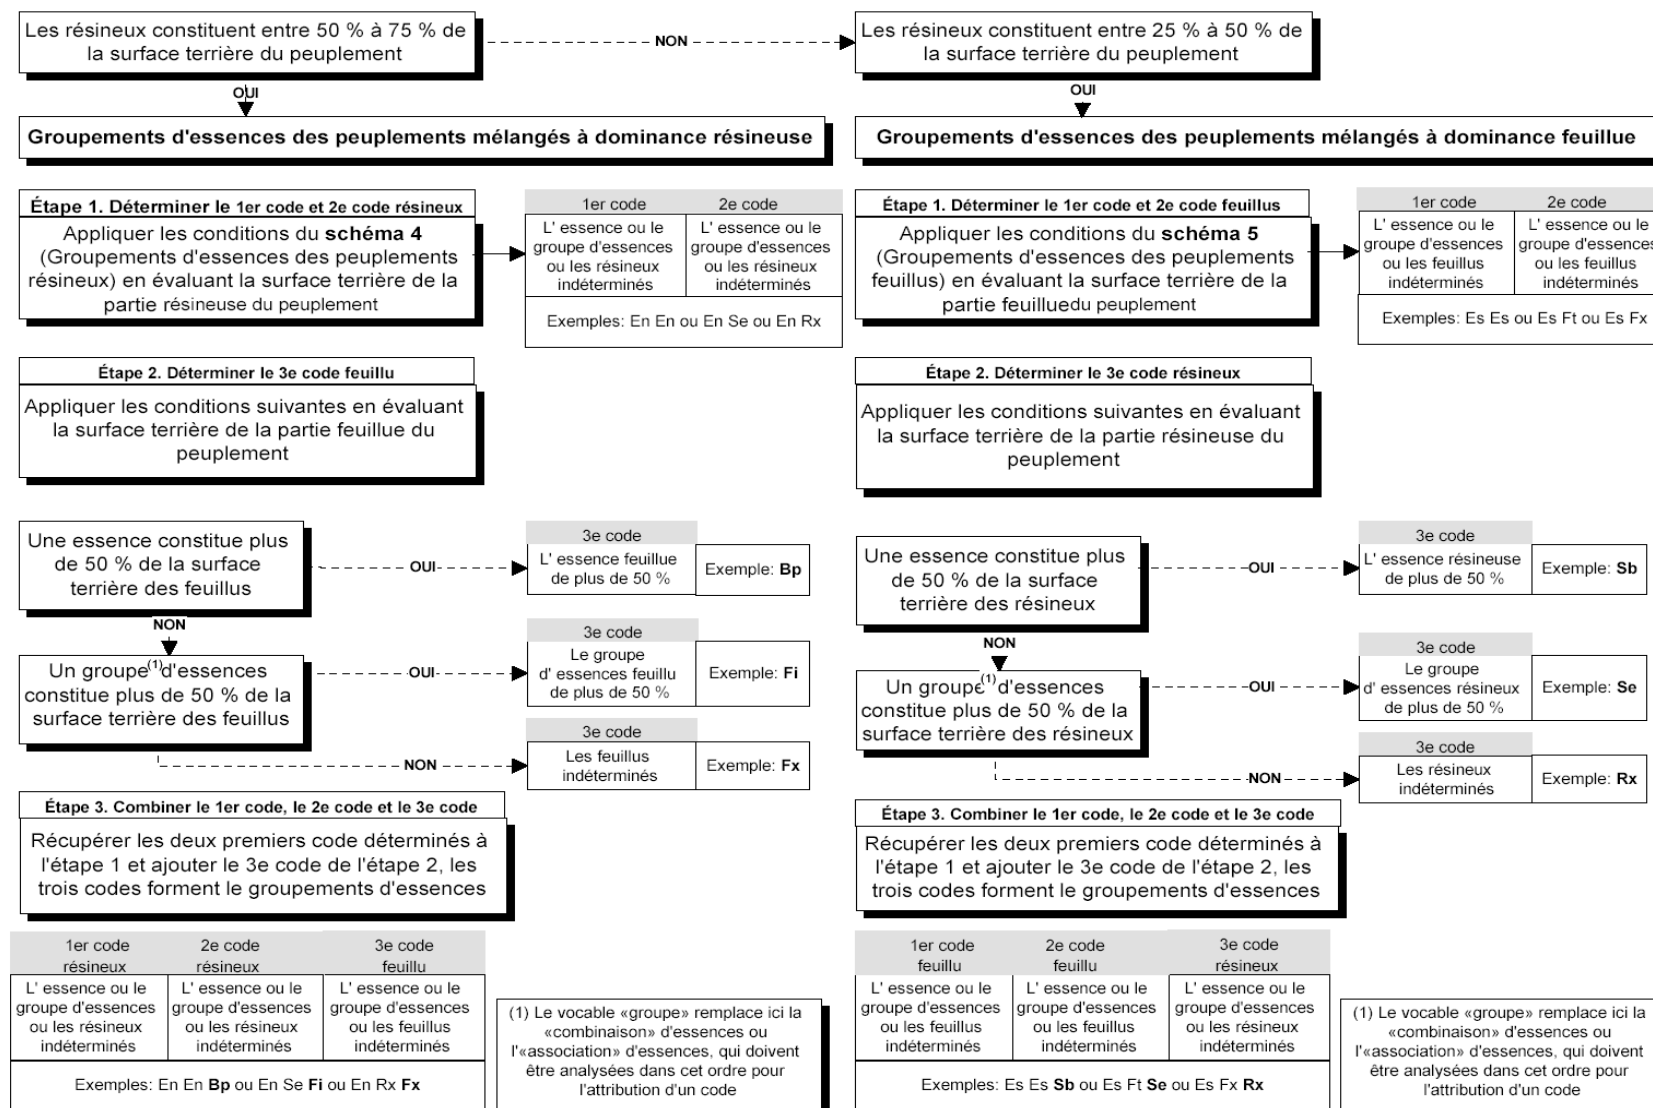 Les résineux constituent entre 50 % à 75 % de
la surface terrière du peuplement
NON
Les résineux constituent entre 25 % à 50 % de
la surface terrière du peuplement
OUI
OUI
Groupements d'essences des peuplements mélangés à dominance résineuse
Groupements d'essences des peuplements mélangés à dominance feuillue
Étape 1. Déterminer le 1er code et 2e code résineux
Appliquer les conditions du schéma 4
(Groupements d'essences des peuplements
résineux) en évaluant la surface terrière de la
partie résineuse du peuplement
1er code
2e code
L' essence ou le
groupe d'essences
ou les résineux
indéterminés
L' essence ou le
groupe d'essences
ou les résineux
indéterminés
Exemples: En En ou En Se ou En Rx
Étape 1. Déterminer le 1er code et 2e code feuillus
Appliquer les conditions du schéma 5
(Groupements d'essences des peuplements
feuillus) en évaluant la surface terrière de la
partie feuilluedu peuplement
1er code
2e code
L' essence ou le
groupe d'essences
ou les feuillus
indéterminés
L' essence ou le
groupe d'essences
ou les feuillus
indéterminés
Exemples: Es Es ou Es Ft ou Es Fx
Étape 2. Déterminer le 3e code feuillu
Appliquer les conditions suivantes en évaluant
la surface terrière de la partie feuillue du
peuplement
Étape 2. Déterminer le 3e code résineux
Appliquer les conditions suivantes en évaluant
la surface terrière de la partie résineuse du
peuplement
Une essence constitue plus
de 50 % de la surface
terrière des feuillus
OUI
3e code
L' essence feuillue
de plus de 50 %
Exemple: Bp
NON
Un groupe(1)d'essences
constitue plus de 50 % de la
surface terrière des feuillus
OUI
3e code
Le groupe
d' essences feuillu
de plus de 50 %
Exemple: Fi
NON
3e code
Les feuillus
indéterminés
Exemple: Fx
Une essence constitue plus
de 50 % de la surface
terrière des résineux
OUI
3e code
L' essence résineuse
de plus de 50 %
Exemple: Sb
NON
Un groupe(1)d'essences
constitue plus de 50 % de la
surface terrière des résineux
OUI
3e code
Le groupe
d' essences résineux
de plus de 50 %
Exemple: Se
NON
3e code
Les résineux
indéterminés
Exemple: Rx
Étape 3. Combiner le 1er code, le 2e code et le 3e code
Récupérer les deux premiers code déterminés à
l'étape 1 et ajouter le 3e code de l'étape 2, les
trois codes forment le groupements d'essences
Étape 3. Combiner le 1er code, le 2e code et le 3e code
Récupérer les deux premiers code déterminés à
l'étape 1 et ajouter le 3e code de l'étape 2, les
trois codes forment le groupements d'essences
1er code
résineux
2e code
résineux
3e code
feuillu
L' essence ou le
groupe d'essences
ou les résineux
indéterminés
L' essence ou le
groupe d'essences
ou les résineux
indéterminés
L' essence ou le
groupe d'essences
ou les feuillus
indéterminés
Exemples: En En Bp ou En Se Fi ou En Rx Fx
(1) Le vocable «groupe» remplace ici la
«combinaison» d'essences ou
l'«association» d'essences, qui doivent
être analysées dans cet ordre pour
l'attribution d'un code
1er code
feuillu
2e code
feuillu
3e code
résineux
L' essence ou le
groupe d'essences
ou les feuillus
indéterminés
L' essence ou le
groupe d'essences
ou les feuillus
indéterminés
L' essence ou le
groupe d'essences
ou les résineux
indéterminés
Exemples: Es Es Sb ou Es Ft Se ou Es Fx Rx
(1) Le vocable «groupe» remplace ici la
«combinaison» d'essences ou
l'«association» d'essences, qui doivent
être analysées dans cet ordre pour
l'attribution d'un code